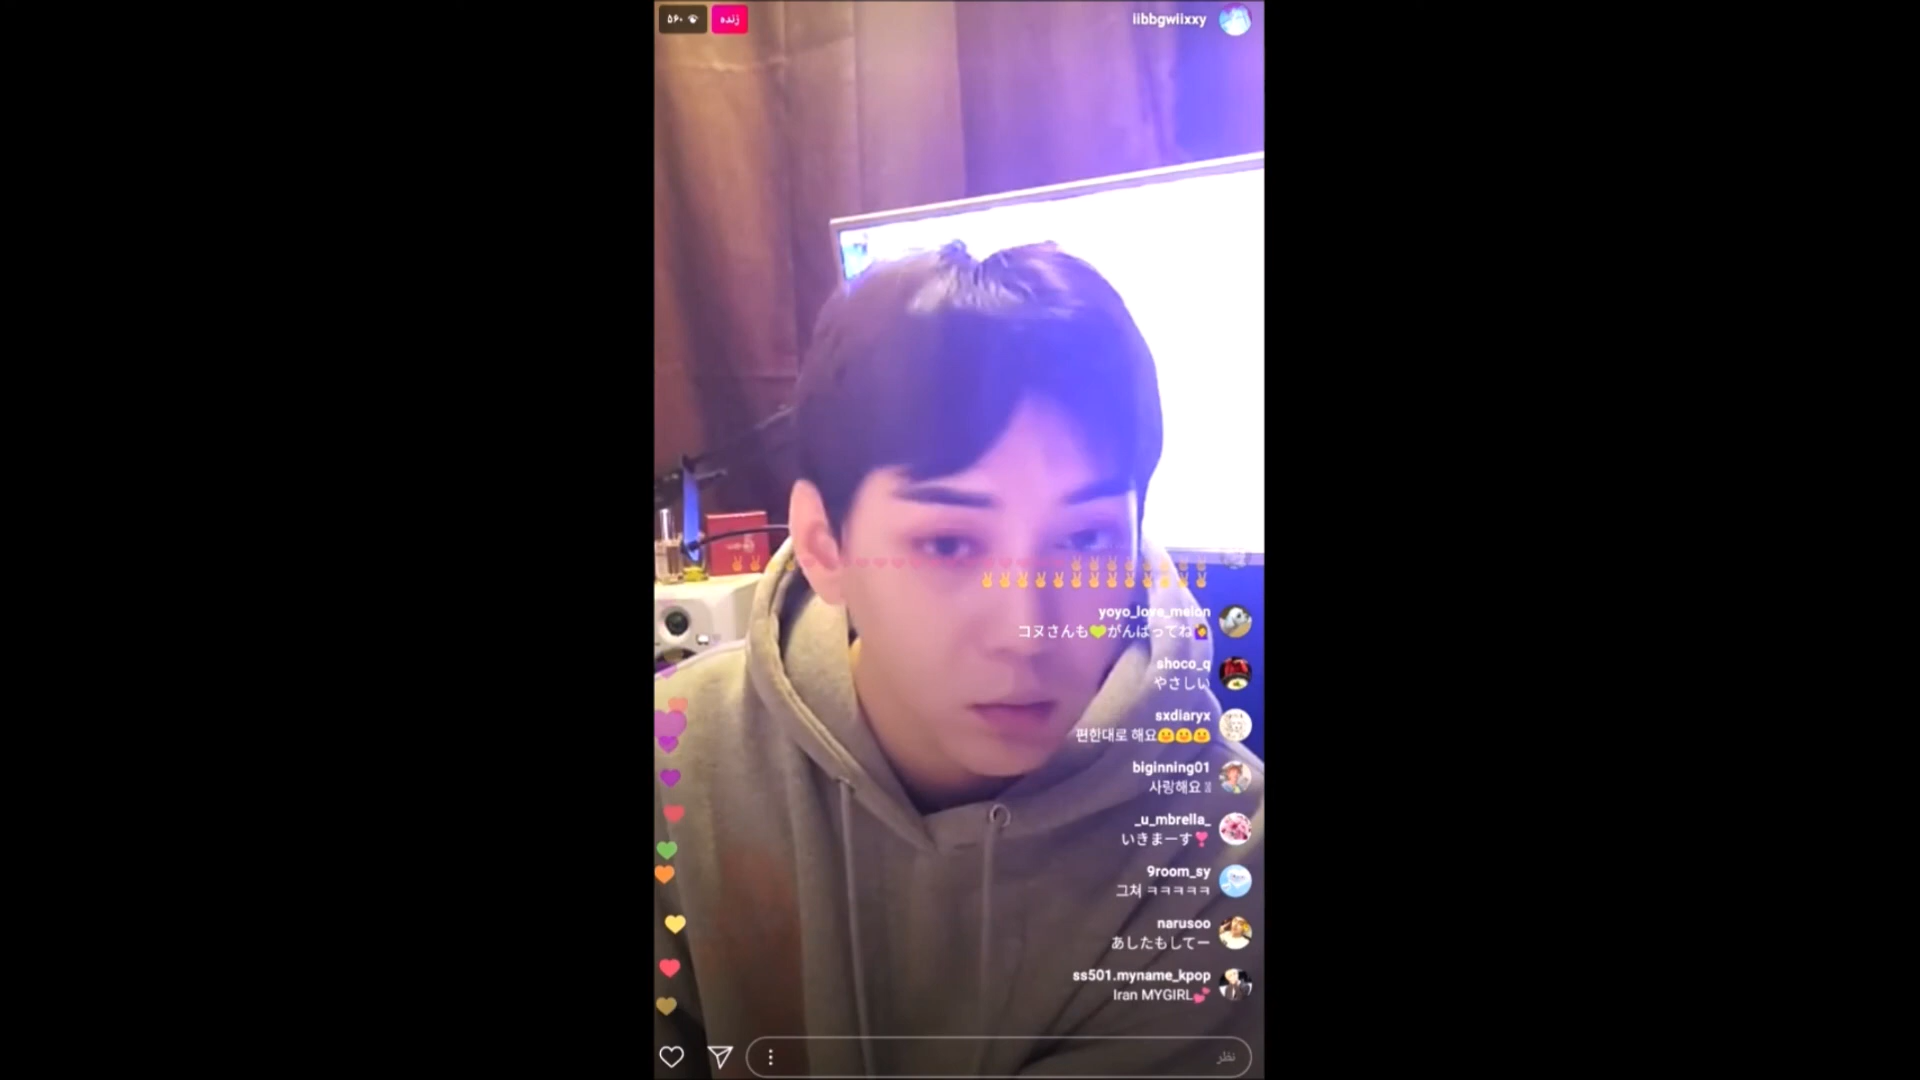 ۵۶۰
زنده
iibbgwiixxy
✌✌✌✌✌✌✌✌✌✌✌✌✌
yoyo_love_melon
コヌさんも💚がんばってね🙋
shoco_q
やさしい
sxdiaryx
편한대로 해요😃😃😃
biginning01
사랑해요
_u_mbrella_
いきまーす❣
9room_sy
그쳐 ㅋㅋㅋㅋㅋ
narusoo
あしたもしてー
ss501.myname_kpop
Iran MYGIRL💕
نظر